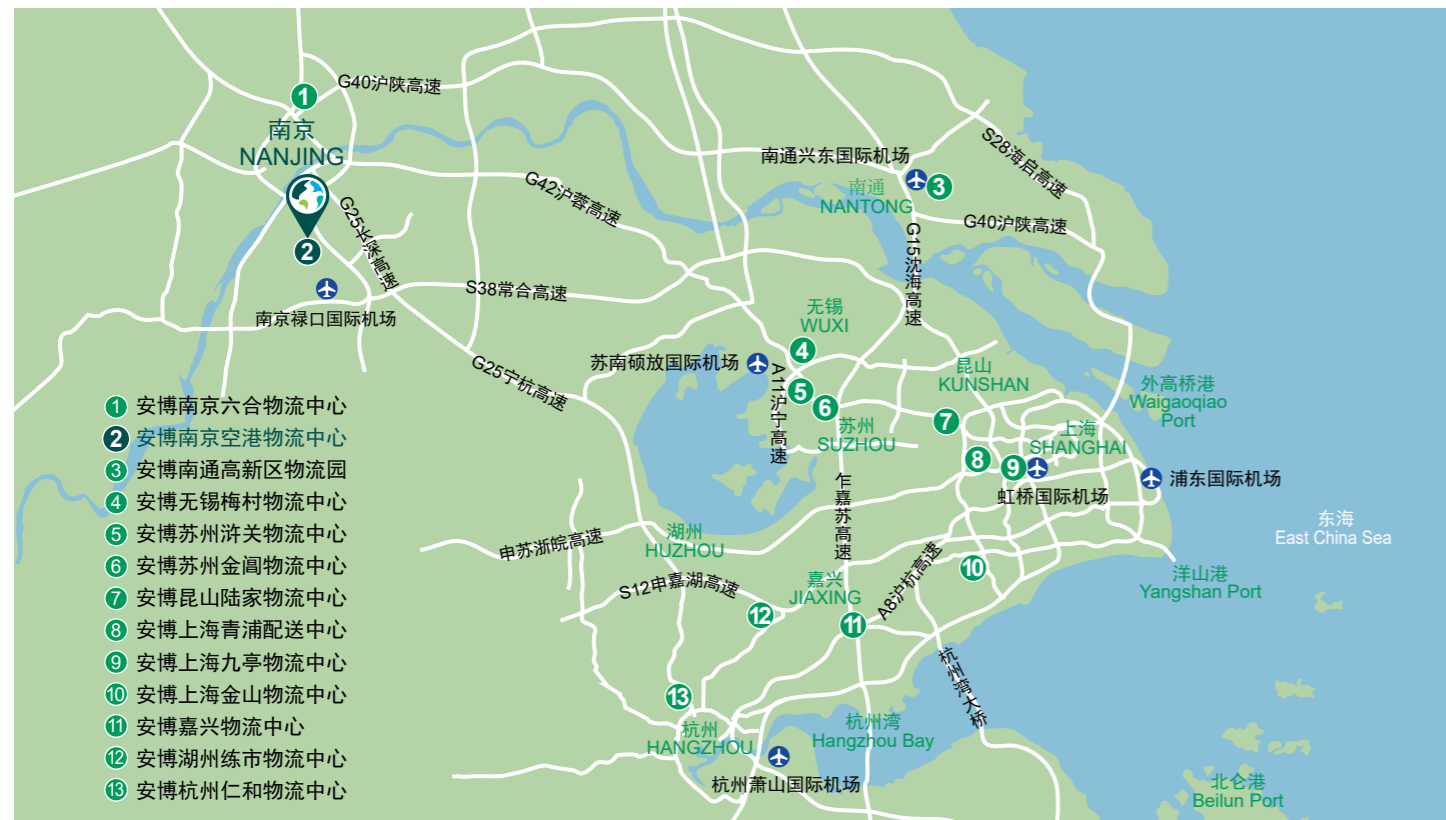 1
G40沪陕高速
南京
NANJING
2
G25长深高速
南京禄口国际机场
G42沪蓉高速
S38常合高速
G25宁杭高速
南通兴东国际机场
南通
NANTONG
3
S28海启高速
G40沪陕高速
G15沈海高速
无锡
WUXI
4
苏南硕放国际机场
5
6
A11沪宁高速
苏州
SUZHOU
昆山
KUNSHAN
7
外高桥港
Waigaoqiao
Port
上海
SHANGHAI
8
9
虹桥国际机场
浦东国际机场
东海
East China Sea
乍嘉苏高速
湖州
HUZHOU
申苏浙皖高速
S12申嘉湖高速
嘉兴
JIAXING
A8沪杭高速
10
洋山港
Yangshan Port
12
11
杭州湾大桥
13
杭州
HANGZHOU
杭州湾
Hangzhou Bay
杭州萧山国际机场
北仑港
Beilun Port
1 安博南京六合物流中心
2 安博南京空港物流中心
3 安博南通高新区物流园
4 安博无锡梅村物流中心
5 安博苏州浒关物流中心
6 安博苏州金阊物流中心
7 安博昆山陆家物流中心
8 安博上海青浦配送中心
9 安博上海九亭物流中心
10 安博上海金山物流中心
11 安博嘉兴物流中心
12 安博湖州练市物流中心
13 安博杭州仁和物流中心